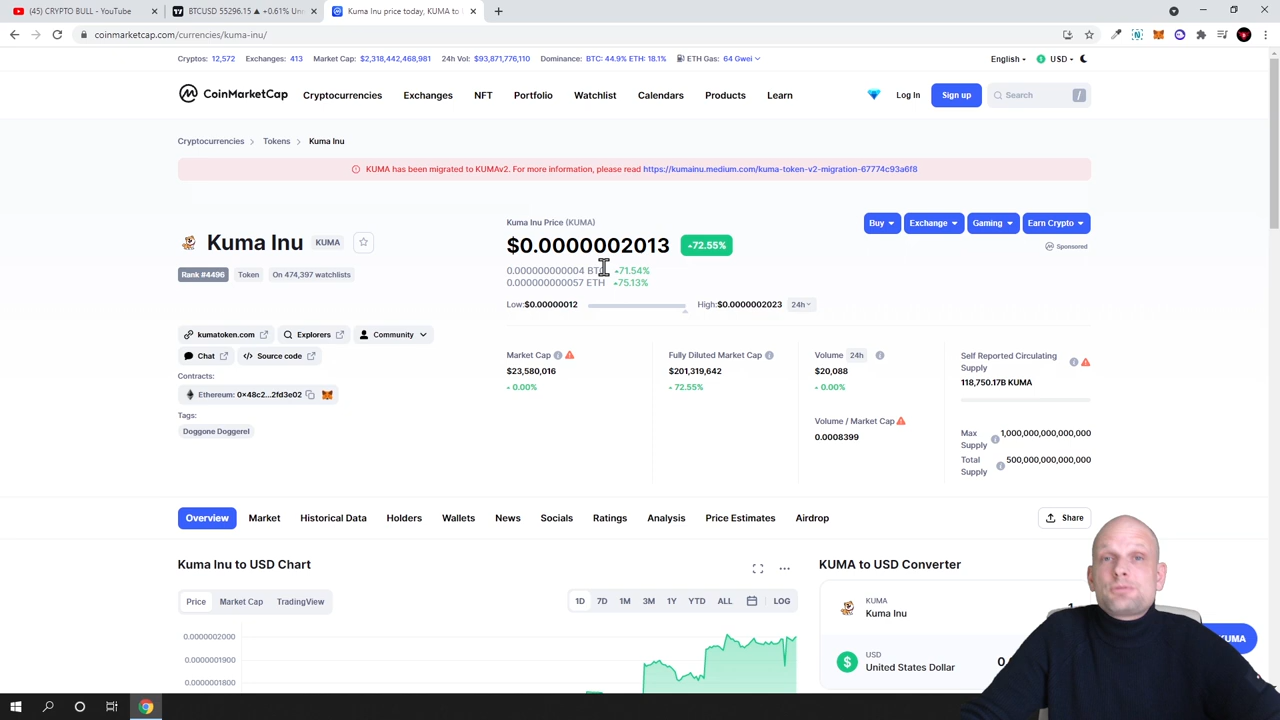 (45) CRYPTO BULL - YouTube
BTCUSD 55296.15 ▲ +0.61% Un
Kuma Inu price today, KUMA to
coinmarketcap.com/currencies/kuma-inu/
Cryptos: 12,572 Exchanges: 413 Market Cap: $2,318,442,468,981 24h Vol: $93,871,776,110 Dominance: BTC: 44.9% ETH: 18.1% ETH Gas: 64 Gwei
English USD
CoinMarketCap
Cryptocurrencies Exchanges NFT Portfolio Watchlist Calendars Products Learn
Log In Sign up Search /
Cryptocurrencies > Tokens > Kuma Inu
KUMA has been migrated to KUMAv2. For more information, please read https://kumainu.medium.com/kuma-token-v2-migration-67774c93a6f8
Kuma Inu KUMA
Rank #4496 Token On 474,397 watchlists
kumatoken.com Explorers Community
Chat Source code
Contracts:
Ethereum: 0x48c2...2fd3e02
Tags:
Doggone Doggerel
Kuma Inu Price (KUMA)
$0.0000002013 72.55%
0.000000000004 BTC 71.54%
0.000000000057 ETH 75.13%
Low: $0.00000012 High: $0.0000002023 24h
Buy Exchange Gaming Earn Crypto
Sponsored
Market Cap
$23,580,016
0.00%
Fully Diluted Market Cap
$201,319,642
72.55%
Volume 24h
$20,088
0.00%
Volume / Market Cap
0.0008399
Self Reported Circulating
Supply
118,750.17B KUMA
Max
Supply
1,000,000,000,000,000
Total
Supply
500,000,000,000,000
Overview Market Historical Data Holders Wallets News Socials Ratings Analysis Price Estimates Airdrop
Share
Kuma Inu to USD Chart
Price Market Cap TradingView
1D 7D 1M 3M 1Y YTD ALL LOG
0.0000002000
0.0000001900
0.0000001800
KUMA to USD Converter
KUMA
Kuma Inu
1
USD
United States Dollar
KUMA